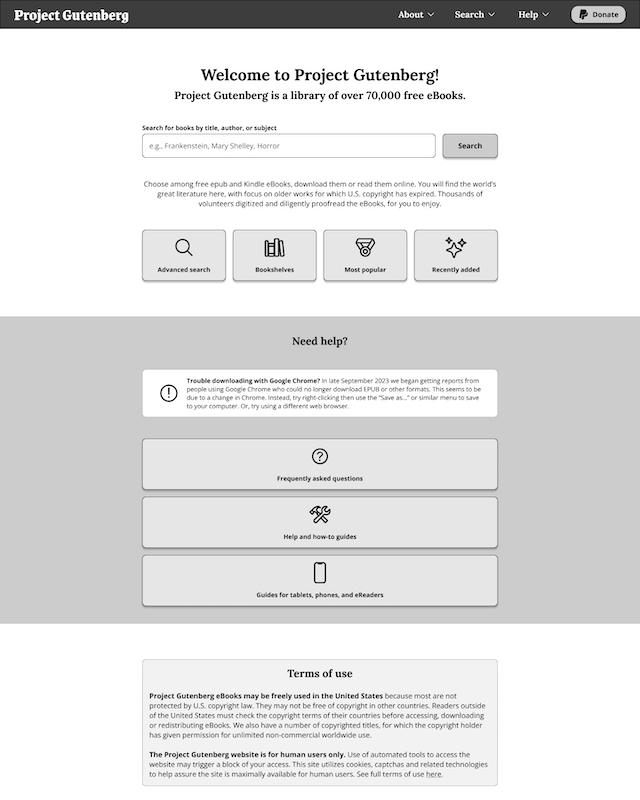 Project Gutenberg
About
Search
Help
Donate
Welcome to Project Gutenberg!
Project Gutenberg is a library of over 70,000 free eBooks.
Search for books by title, author, or subject
e.g., Frankenstein, Mary Shelley, Horror
Search
Choose among free epub and Kindle eBooks, download them or read them online. You will find the world's
great literature here, with focus on older works for which U.S. copyright has expired. Thousands of
volunteers digitized and diligently proofread the eBooks, for you to enjoy.
Advanced search
Bookshelves
Most popular
Recently added
Need help?
Trouble downloading with Google Chrome? In late September 2023 we began getting reports from
people using Google Chrome who could no longer download EPUB or other formats. This seems to be
due to a change in Chrome. Instead, try right-clicking then use the "Save as..." or similar menu to save
to your computer. Or, try using a different web browser.
Frequently asked questions
Help and how-to guides
Guides for tablets, phones, and eReaders
Terms of use
Project Gutenberg eBooks may be freely used in the United States because most are not
protected by U.S. copyright law. They may not be free of copyright in other countries. Readers outside
of the United States must check the copyright terms of their countries before accessing, downloading
or redistributing eBooks. We also have a number of copyrighted titles, for which the copyright holder
has given permission for unlimited non-commercial worldwide use.
The Project Gutenberg website is for human users only. Use of automated tools to access the
website may trigger a block of your access. This site utilizes cookies, captchas and related technologies
to help assure the site is maximally available for human users. See full terms of use here.